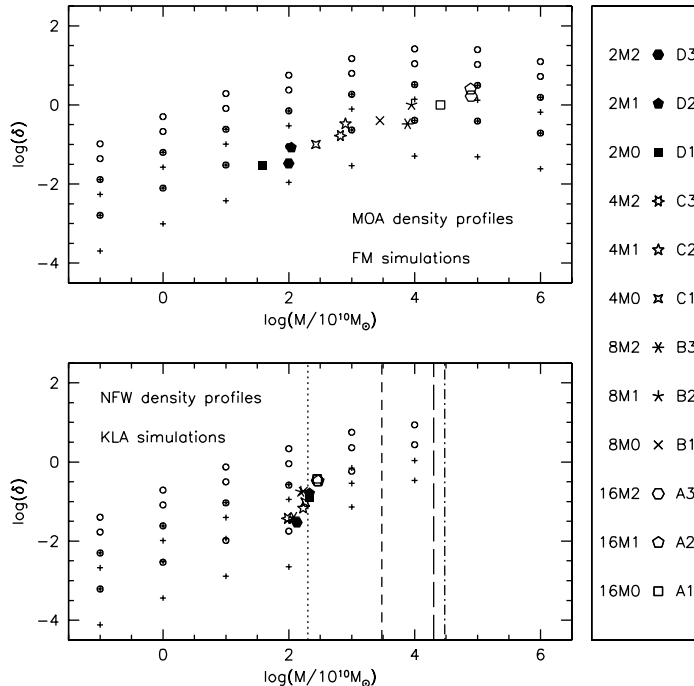 2
0
−2
−4
log(δ)
MOA density profiles
FM simulations
0
2
4
6
log(M/10¹⁰M☉)
2
0
−2
−4
log(δ)
NFW density profiles
KLA simulations
0
2
4
6
log(M/10¹⁰M☉)
2M2 D3
2M1 D2
2M0 D1
4M2 C3
4M1 C2
4M0 C1
8M2 B3
8M1 B2
8M0 B1
16M2 A3
16M1 A2
16M0 A1